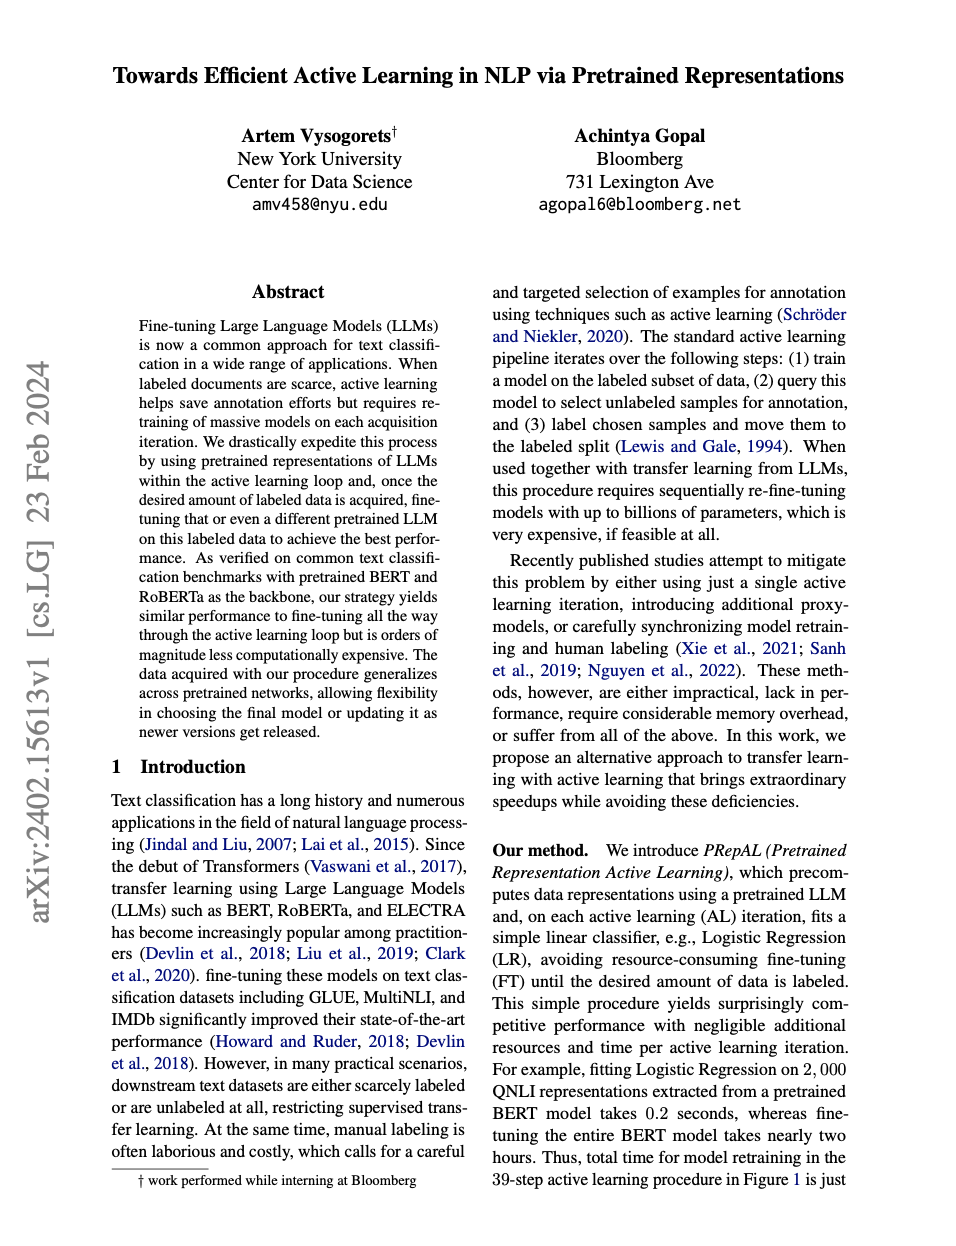 Towards Efficient Active Learning in NLP via Pretrained Representations
Artem Vysogorets†
New York University
Center for Data Science
amv458@nyu.edu
Achintya Gopal
Bloomberg
731 Lexington Ave
agopal6@bloomberg.net
arXiv:2402.15613v1 [cs.LG] 23 Feb 2024
Abstract
Fine-tuning Large Language Models (LLMs)
is now a common approach for text classifi-
cation in a wide range of applications. When
labeled documents are scarce, active learning
helps save annotation efforts but requires re-
training of massive models on each acquisition
iteration. We drastically expedite this process
by using pretrained representations of LLMs
within the active learning loop and, once the
desired amount of labeled data is acquired, fine-
tuning that or even a different pretrained LLM
on this labeled data to achieve the best perfor-
mance. As verified on common text classifi-
cation benchmarks with pretrained BERT and
RoBERTa as the backbone, our strategy yields
similar performance to fine-tuning all the way
through the active learning loop but is orders of
magnitude less computationally expensive. The
data acquired with our procedure generalizes
across pretrained networks, allowing flexibility
in choosing the final model or updating it as
newer versions get released.
1 Introduction
Text classification has a long history and numerous
applications in the field of natural language process-
ing (Jindal and Liu, 2007; Lai et al., 2015). Since
the debut of Transformers (Vaswani et al., 2017),
transfer learning using Large Language Models
(LLMs) such as BERT, RoBERTa, and ELECTRA
has become increasingly popular among practition-
ers (Devlin et al., 2018; Liu et al., 2019; Clark
et al., 2020). fine-tuning these models on text clas-
sification datasets including GLUE, MultiNLI, and
IMDb significantly improved their state-of-the-art
performance (Howard and Ruder, 2018; Devlin
et al., 2018). However, in many practical scenarios,
downstream text datasets are either scarcely labeled
or are unlabeled at all, restricting supervised trans-
fer learning. At the same time, manual labeling is
often laborious and costly, which calls for a careful
† work performed while interning at Bloomberg
and targeted selection of examples for annotation
using techniques such as active learning (Schröder
and Niekler, 2020). The standard active learning
pipeline iterates over the following steps: (1) train
a model on the labeled subset of data, (2) query this
model to select unlabeled samples for annotation,
and (3) label chosen samples and move them to
the labeled split (Lewis and Gale, 1994). When
used together with transfer learning from LLMs,
this procedure requires sequentially re-fine-tuning
models with up to billions of parameters, which is
very expensive, if feasible at all.
Recently published studies attempt to mitigate
this problem by either using just a single active
learning iteration, introducing additional proxy-
models, or carefully synchronizing model retrain-
ing and human labeling (Xie et al., 2021; Sanh
et al., 2019; Nguyen et al., 2022). These meth-
ods, however, are either impractical, lack in per-
formance, require considerable memory overhead,
or suffer from all of the above. In this work, we
propose an alternative approach to transfer learn-
ing with active learning that brings extraordinary
speedups while avoiding these deficiencies.
Our method. We introduce PRepAL (Pretrained
Representation Active Learning), which precom-
putes data representations using a pretrained LLM
and, on each active learning (AL) iteration, fits a
simple linear classifier, e.g., Logistic Regression
(LR), avoiding resource-consuming fine-tuning
(FT) until the desired amount of data is labeled.
This simple procedure yields surprisingly com-
petitive performance with negligible additional
resources and time per active learning iteration.
For example, fitting Logistic Regression on 2, 000
QNLI representations extracted from a pretrained
BERT model takes 0.2 seconds, whereas fine-
tuning the entire BERT model takes nearly two
hours. Thus, total time for model retraining in the
39-step active learning procedure in Figure 1 is just